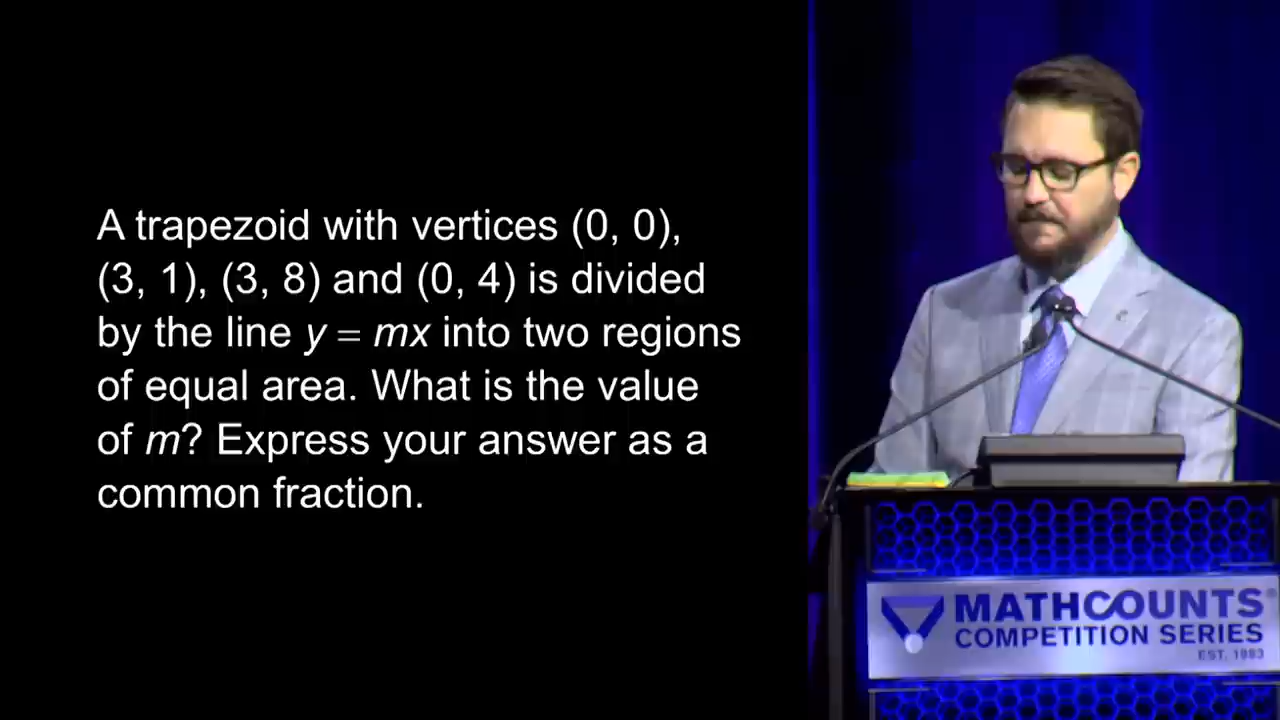 A trapezoid with vertices (0, 0),
(3, 1), (3, 8) and (0, 4) is divided
by the line y = mx into two regions
of equal area. What is the value
of m? Express your answer as a
common fraction.
MATHCOUNTS®
COMPETITION SERIES
EST. 1983